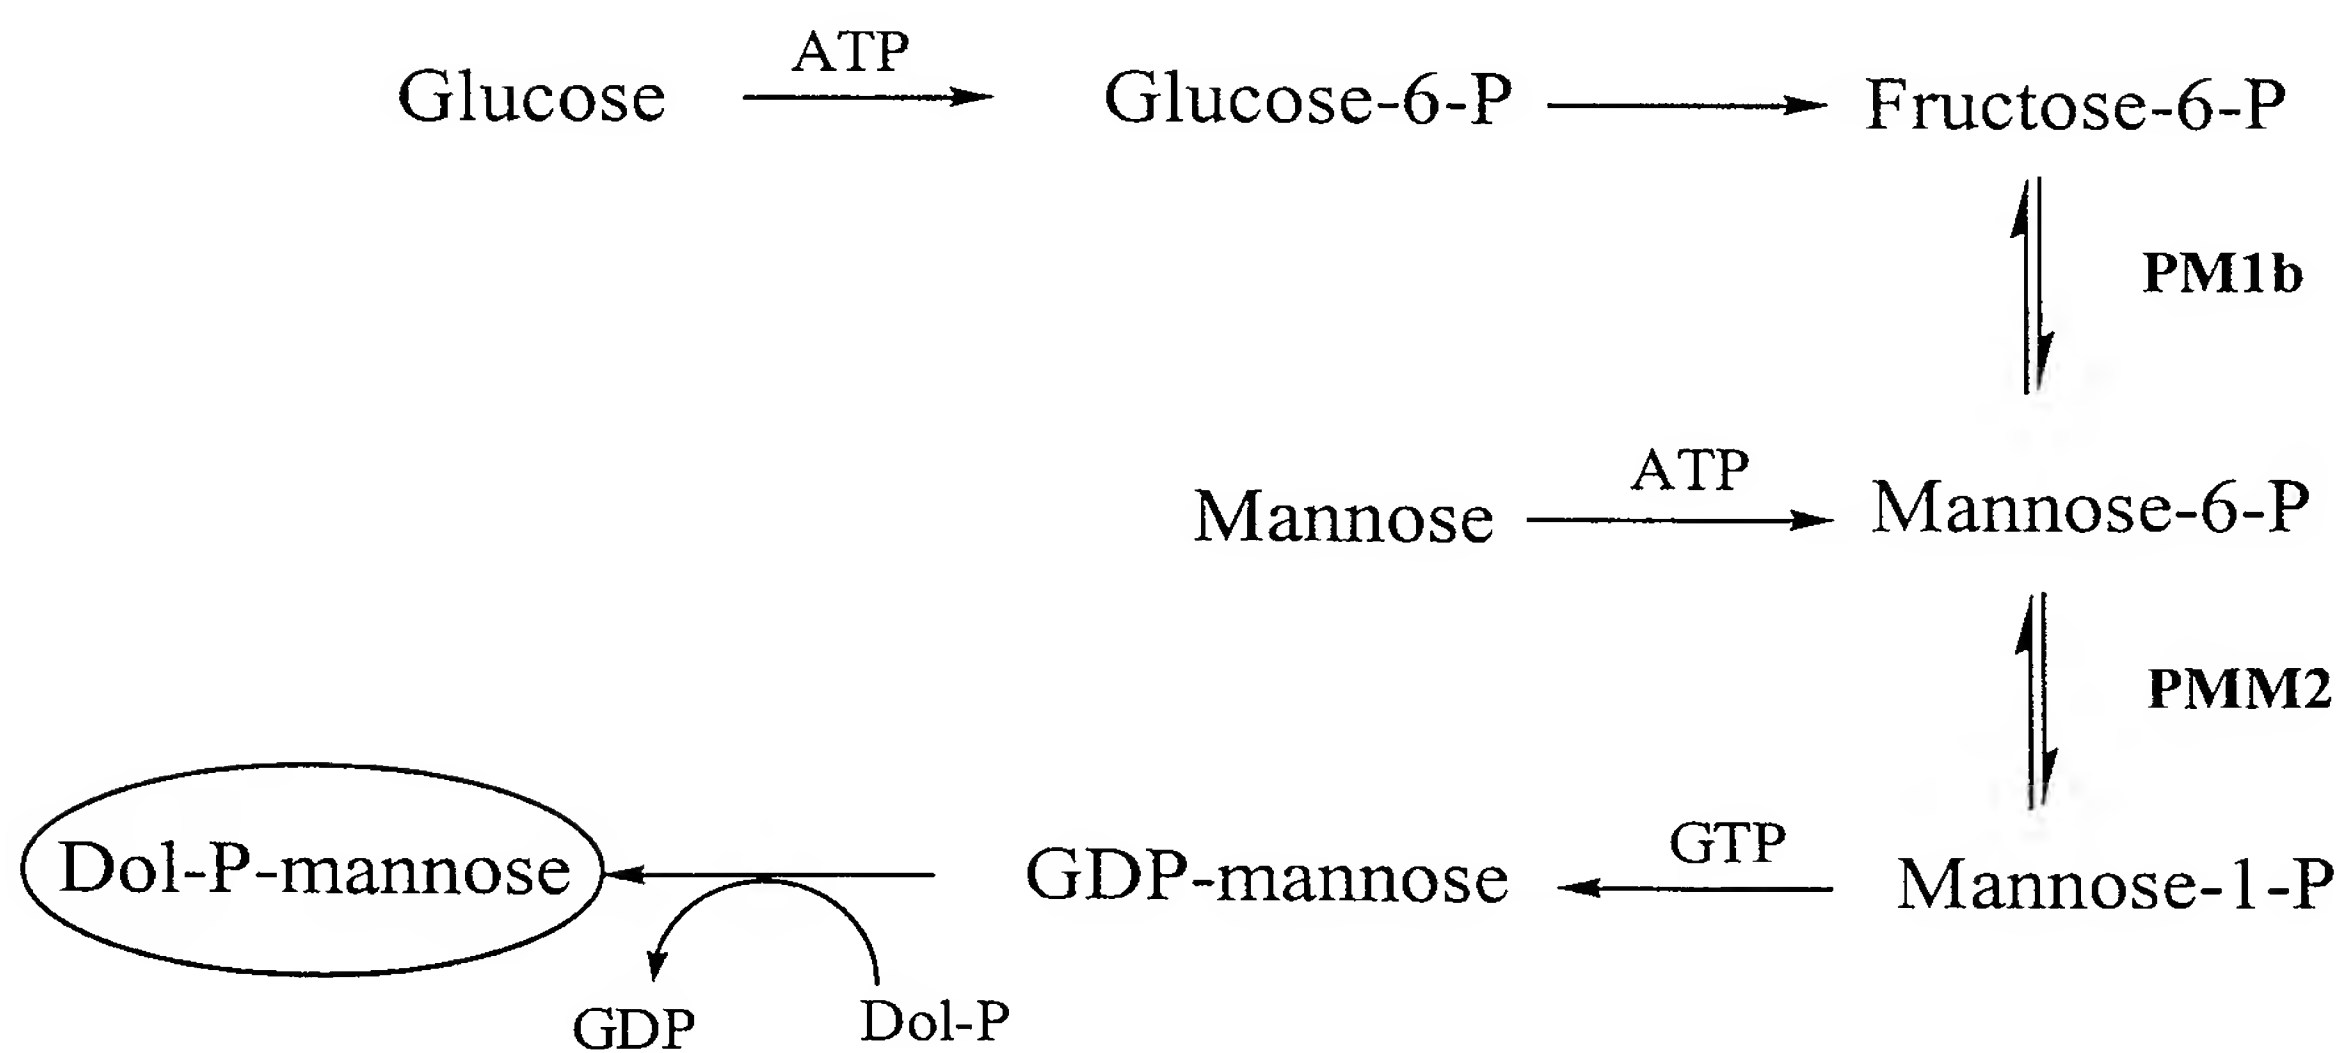 ATP
Glucose
Glucose-6-P
Fructose-6-P
PM1b
ATP
Mannose
Mannose-6-P
PMM2
GTP
Dol-P-mannose
GDP-mannose
Mannose-1-P
GDP
Dol-P